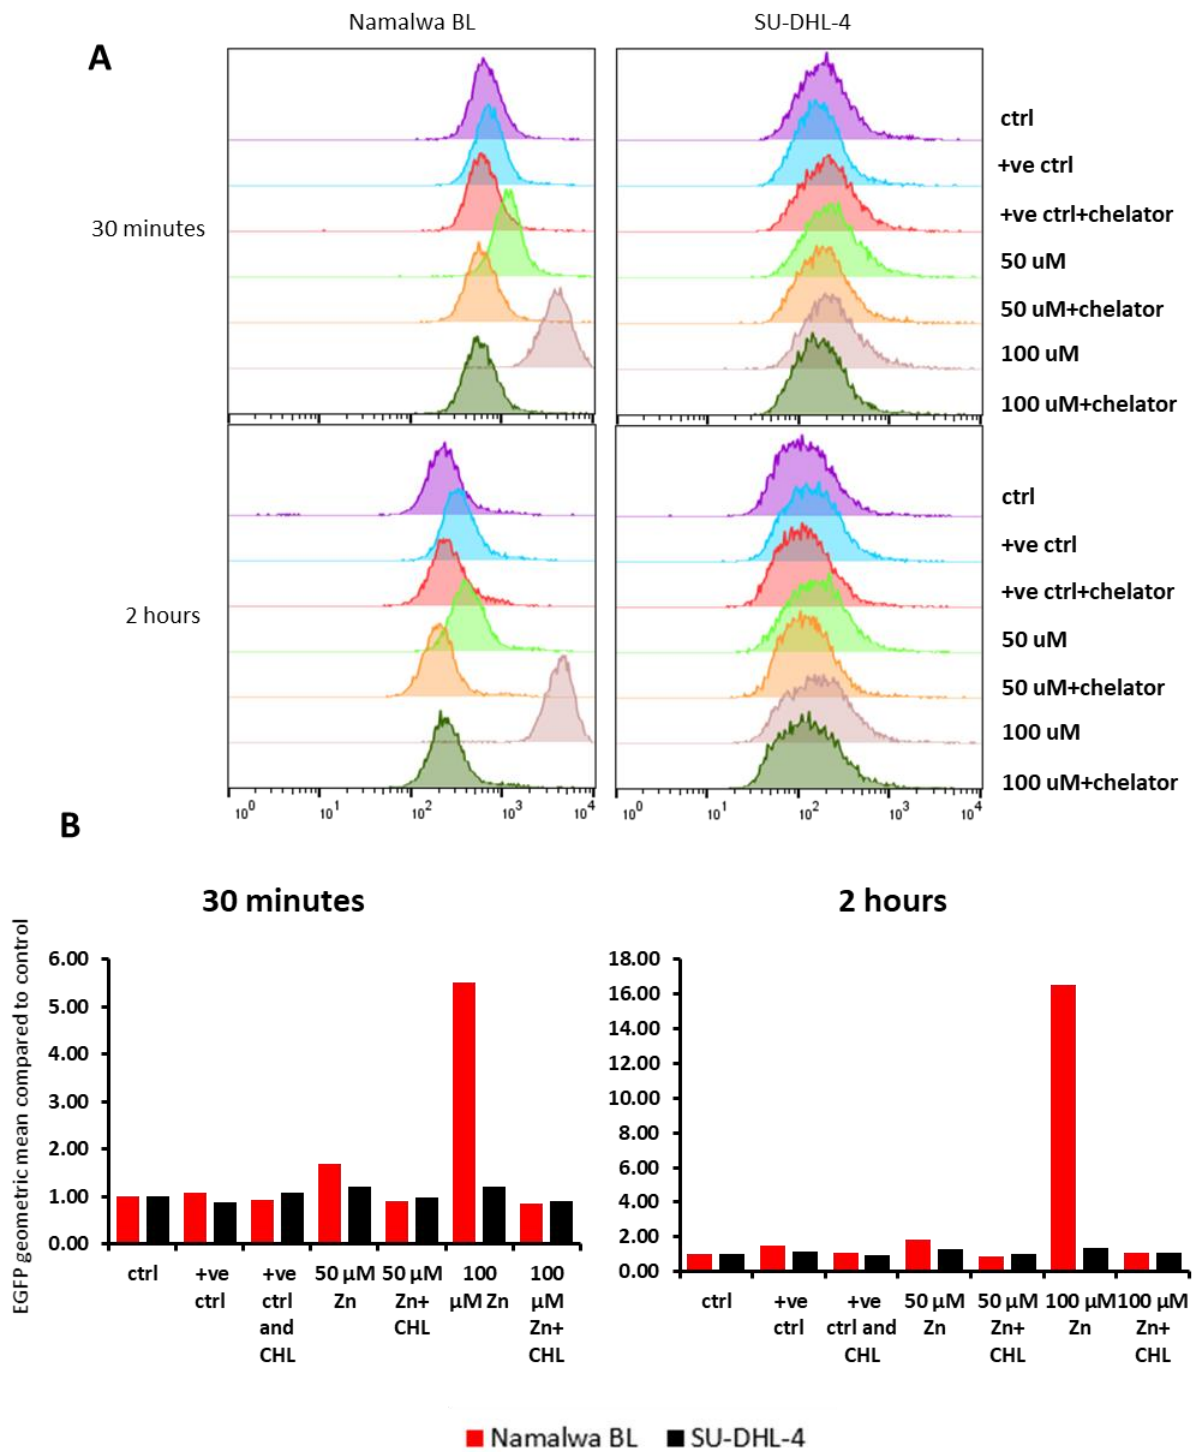 Namalwa BL SU-DHL-4
A
ctrl
+ve ctrl
+ve ctrl+chelator
30 minutes
50 uM
50 uM+chelator
100 uM
100 uM+chelator
ctrl
+ve ctrl
+ve ctrl+chelator
2 hours
50 uM
50 uM+chelator
100 uM
100 uM+chelator
10^0 10^1 10^2 10^3 10^4 10^0 10^1 10^2 10^3 10^4
B
30 minutes
EGFP geometric mean compared to control
6.00
5.00
4.00
3.00
2.00
1.00
0.00
ctrl +ve +ve 50 µM 50 µM 100 100
ctrl ctrl Zn Zn+ µM Zn µM
and CHL Zn+
CHL CHL
2 hours
18.00
16.00
14.00
12.00
10.00
8.00
6.00
4.00
2.00
0.00
ctrl +ve +ve 50 µM 50 µM 100 µM 100 µM
ctrl ctrl and Zn Zn+ Zn Zn+
CHL CHL CHL
Namalwa BL SU-DHL-4